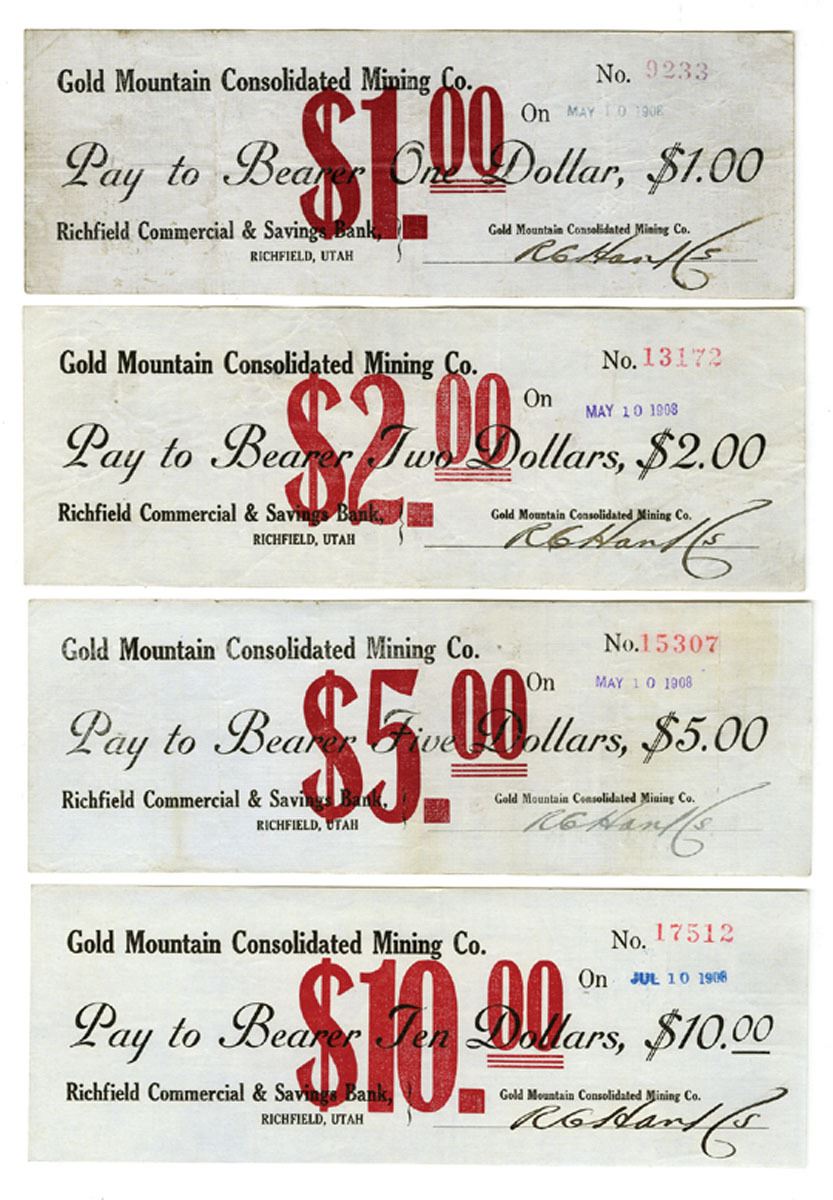 Gold Mountain Consolidated Mining Co. No. 9233
$1.00
On MAY 10 1908
Pay to Bearer One Dollar, $1.00
Richfield Commercial & Savings Bank,
RICHFIELD, UTAH
Gold Mountain Consolidated Mining Co.
Gold Mountain Consolidated Mining Co. No. 13172
$2.00
On MAY 10 1908
Pay to Bearer Two Dollars, $2.00
Richfield Commercial & Savings Bank,
RICHFIELD, UTAH
Gold Mountain Consolidated Mining Co.
Gold Mountain Consolidated Mining Co. No. 15307
$5.00
On MAY 10 1908
Pay to Bearer Five Dollars, $5.00
Richfield Commercial & Savings Bank,
RICHFIELD, UTAH
Gold Mountain Consolidated Mining Co.
Gold Mountain Consolidated Mining Co. No. 17512
$10.00
On JUL 10 1908
Pay to Bearer Ten Dollars, $10.00
Richfield Commercial & Savings Bank,
RICHFIELD, UTAH
Gold Mountain Consolidated Mining Co.